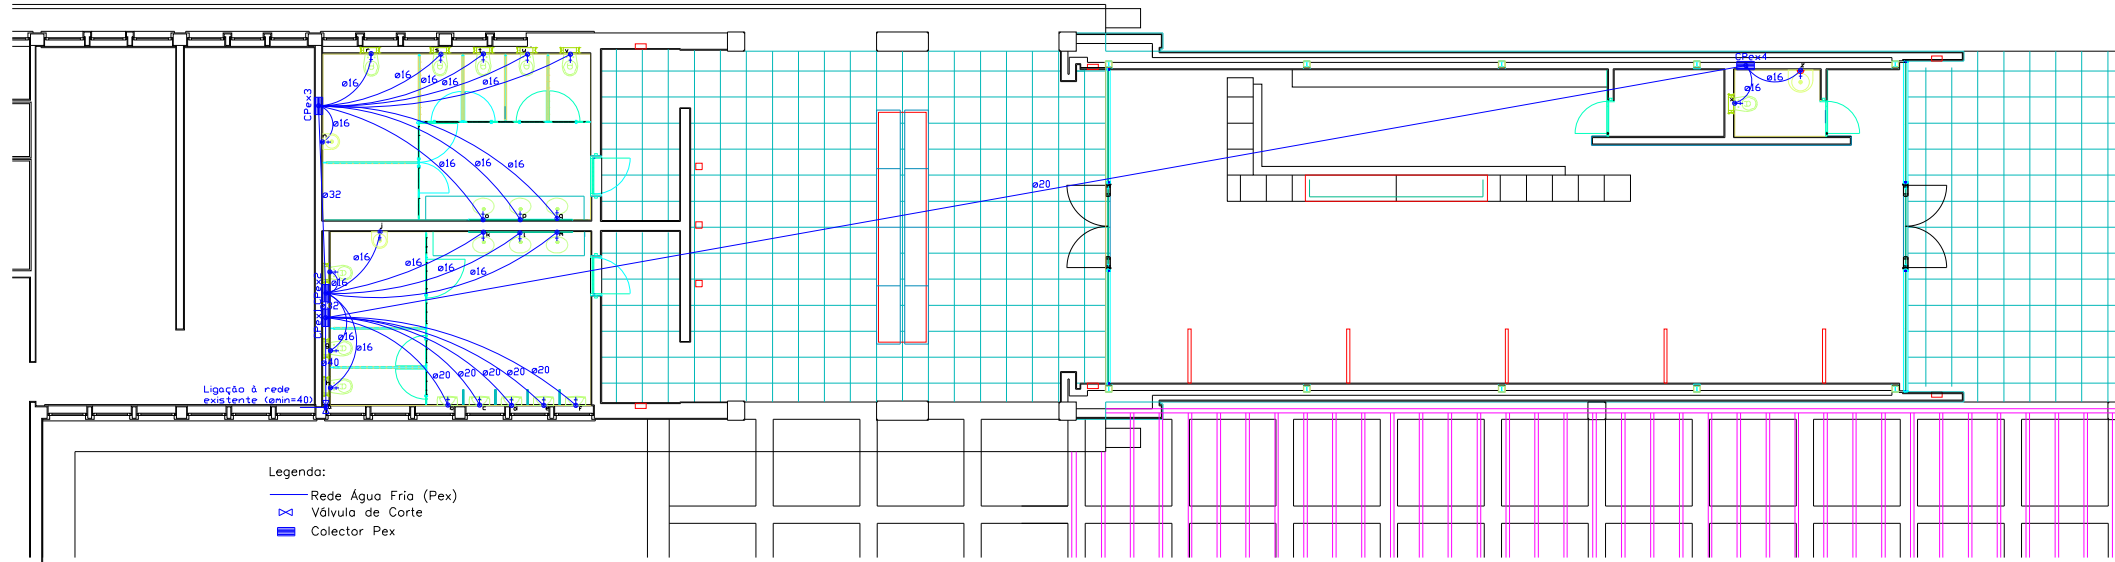 CPex4
ø16
ø16
ø16
ø16
ø16
ø16
ø16
CPex3
ø16
ø16
ø16
ø16
ø20
ø32
ø16
ø16
ø16
ø16
ø16
CPex2
CPex1
ø16
ø16
ø40
ø20
ø20
ø20
ø20
ø20
Ligação à rede
existente (ømin=40)
Legenda:
Rede Água Fria (Pex)
Válvula de Corte
Colector Pex